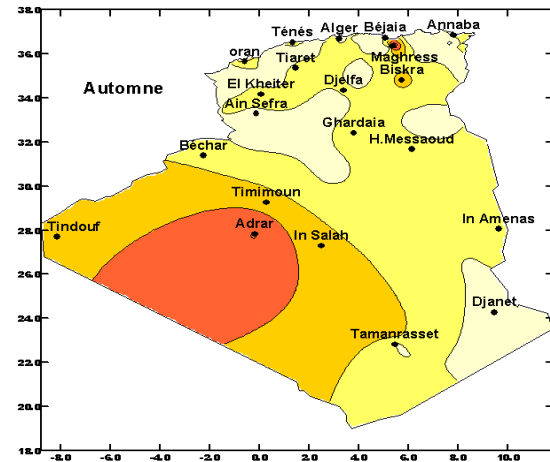 Annaba
Alger Béjaia
Ténés
oran
Tiaret
Maghress
Biskra
El Kheiter
Djelfa
Automne
Ain Sefra
Ghardaia
H.Messaoud
Béchar
Timimoun
Tindouf
Adrar
In Salah
In Amenas
Djanet
Tamanrasset
38.0
36.0
34.0
32.0
30.0
28.0
26.0
24.0
22.0
20.0
18.0
-8.0 -6.0 -4.0 -2.0 0.0 2.0 4.0 6.0 8.0 10.0